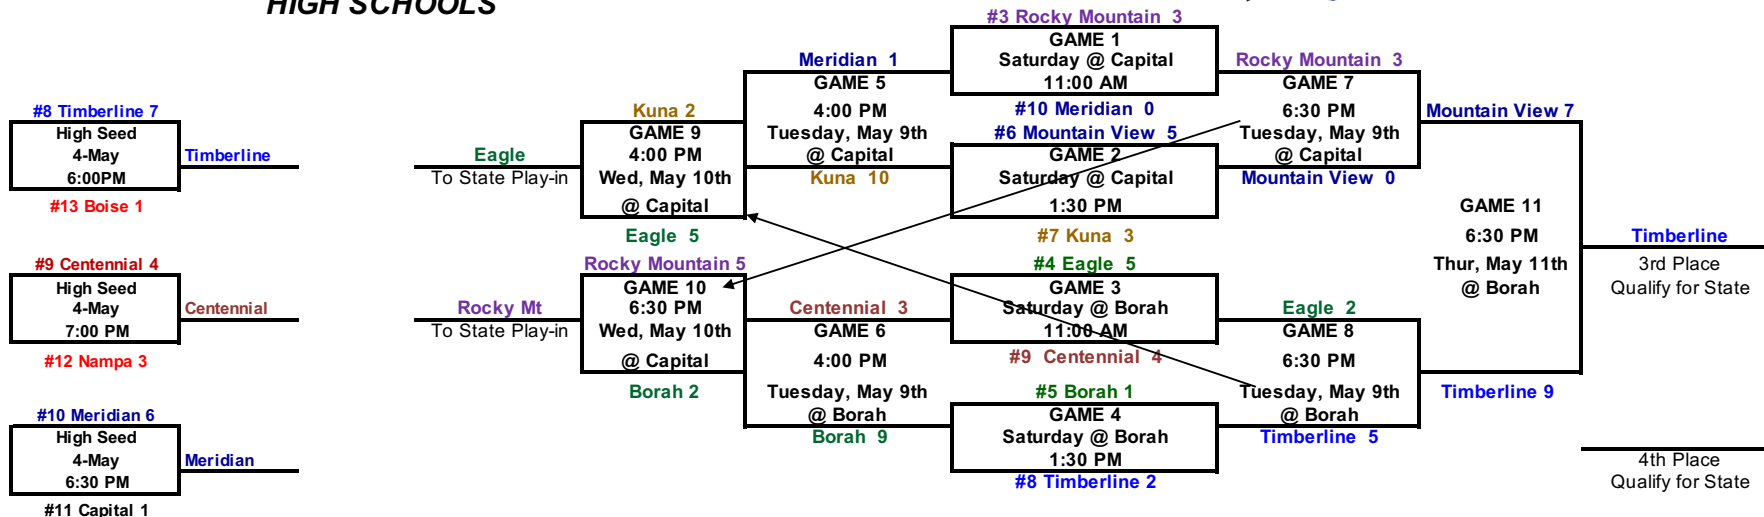 HIGH SCHOOLS
#8 Timberline 7
High Seed
4-May
6:00PM
#13 Boise 1
Timberline
#9 Centennial 4
High Seed
4-May
7:00 PM
#12 Nampa 3
Centennial
#10 Meridian 6
High Seed
4-May
6:30 PM
#11 Capital 1
Meridian
Eagle
To State Play-in
Rocky Mt
To State Play-in
Kuna 2
GAME 9
4:00 PM
Wed, May 10th
@ Capital
Eagle 5
Rocky Mountain 5
GAME 10
6:30 PM
Wed, May 10th
@ Capital
Borah 2
Meridian 1
GAME 5
4:00 PM
Tuesday, May 9th
@ Capital
Kuna 10
Centennial 3
GAME 6
4:00 PM
Tuesday, May 9th
@ Borah
Borah 9
#3 Rocky Mountain 3
GAME 1
Saturday @ Capital
11:00 AM
#10 Meridian 0
#6 Mountain View 5
GAME 2
Saturday @ Capital
1:30 PM
#7 Kuna 3
#4 Eagle 5
GAME 3
Saturday @ Borah
11:00 AM
#9 Centennial 4
#5 Borah 1
GAME 4
Saturday @ Borah
1:30 PM
#8 Timberline 2
Rocky Mountain 3
GAME 7
6:30 PM
Tuesday, May 9th
@ Capital
Mountain View 0
Eagle 2
GAME 8
6:30 PM
Tuesday, May 9th
@ Borah
Timberline 5
Mountain View 7
GAME 11
6:30 PM
Thur, May 11th
@ Borah
Timberline 9
Timberline
3rd Place
Qualify for State
4th Place
Qualify for State